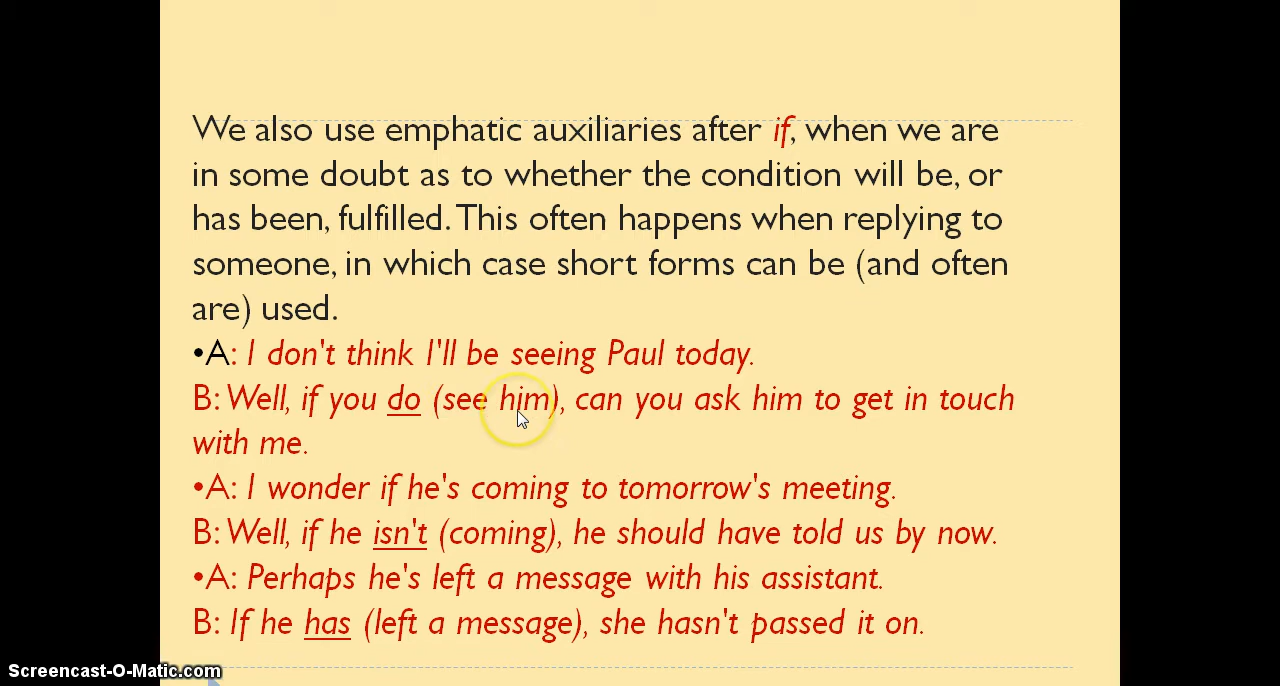 We also use emphatic auxiliaries after if, when we are
in some doubt as to whether the condition will be, or
has been, fulfilled. This often happens when replying to
someone, in which case short forms can be (and often
are) used.
•A: I don't think I'll be seeing Paul today.
B: Well, if you do (see him), can you ask him to get in touch
with me.
•A: I wonder if he's coming to tomorrow's meeting.
B: Well, if he isn't (coming), he should have told us by now.
•A: Perhaps he's left a message with his assistant.
B: If he has (left a message), she hasn't passed it on.
Screencast-O-Matic.com